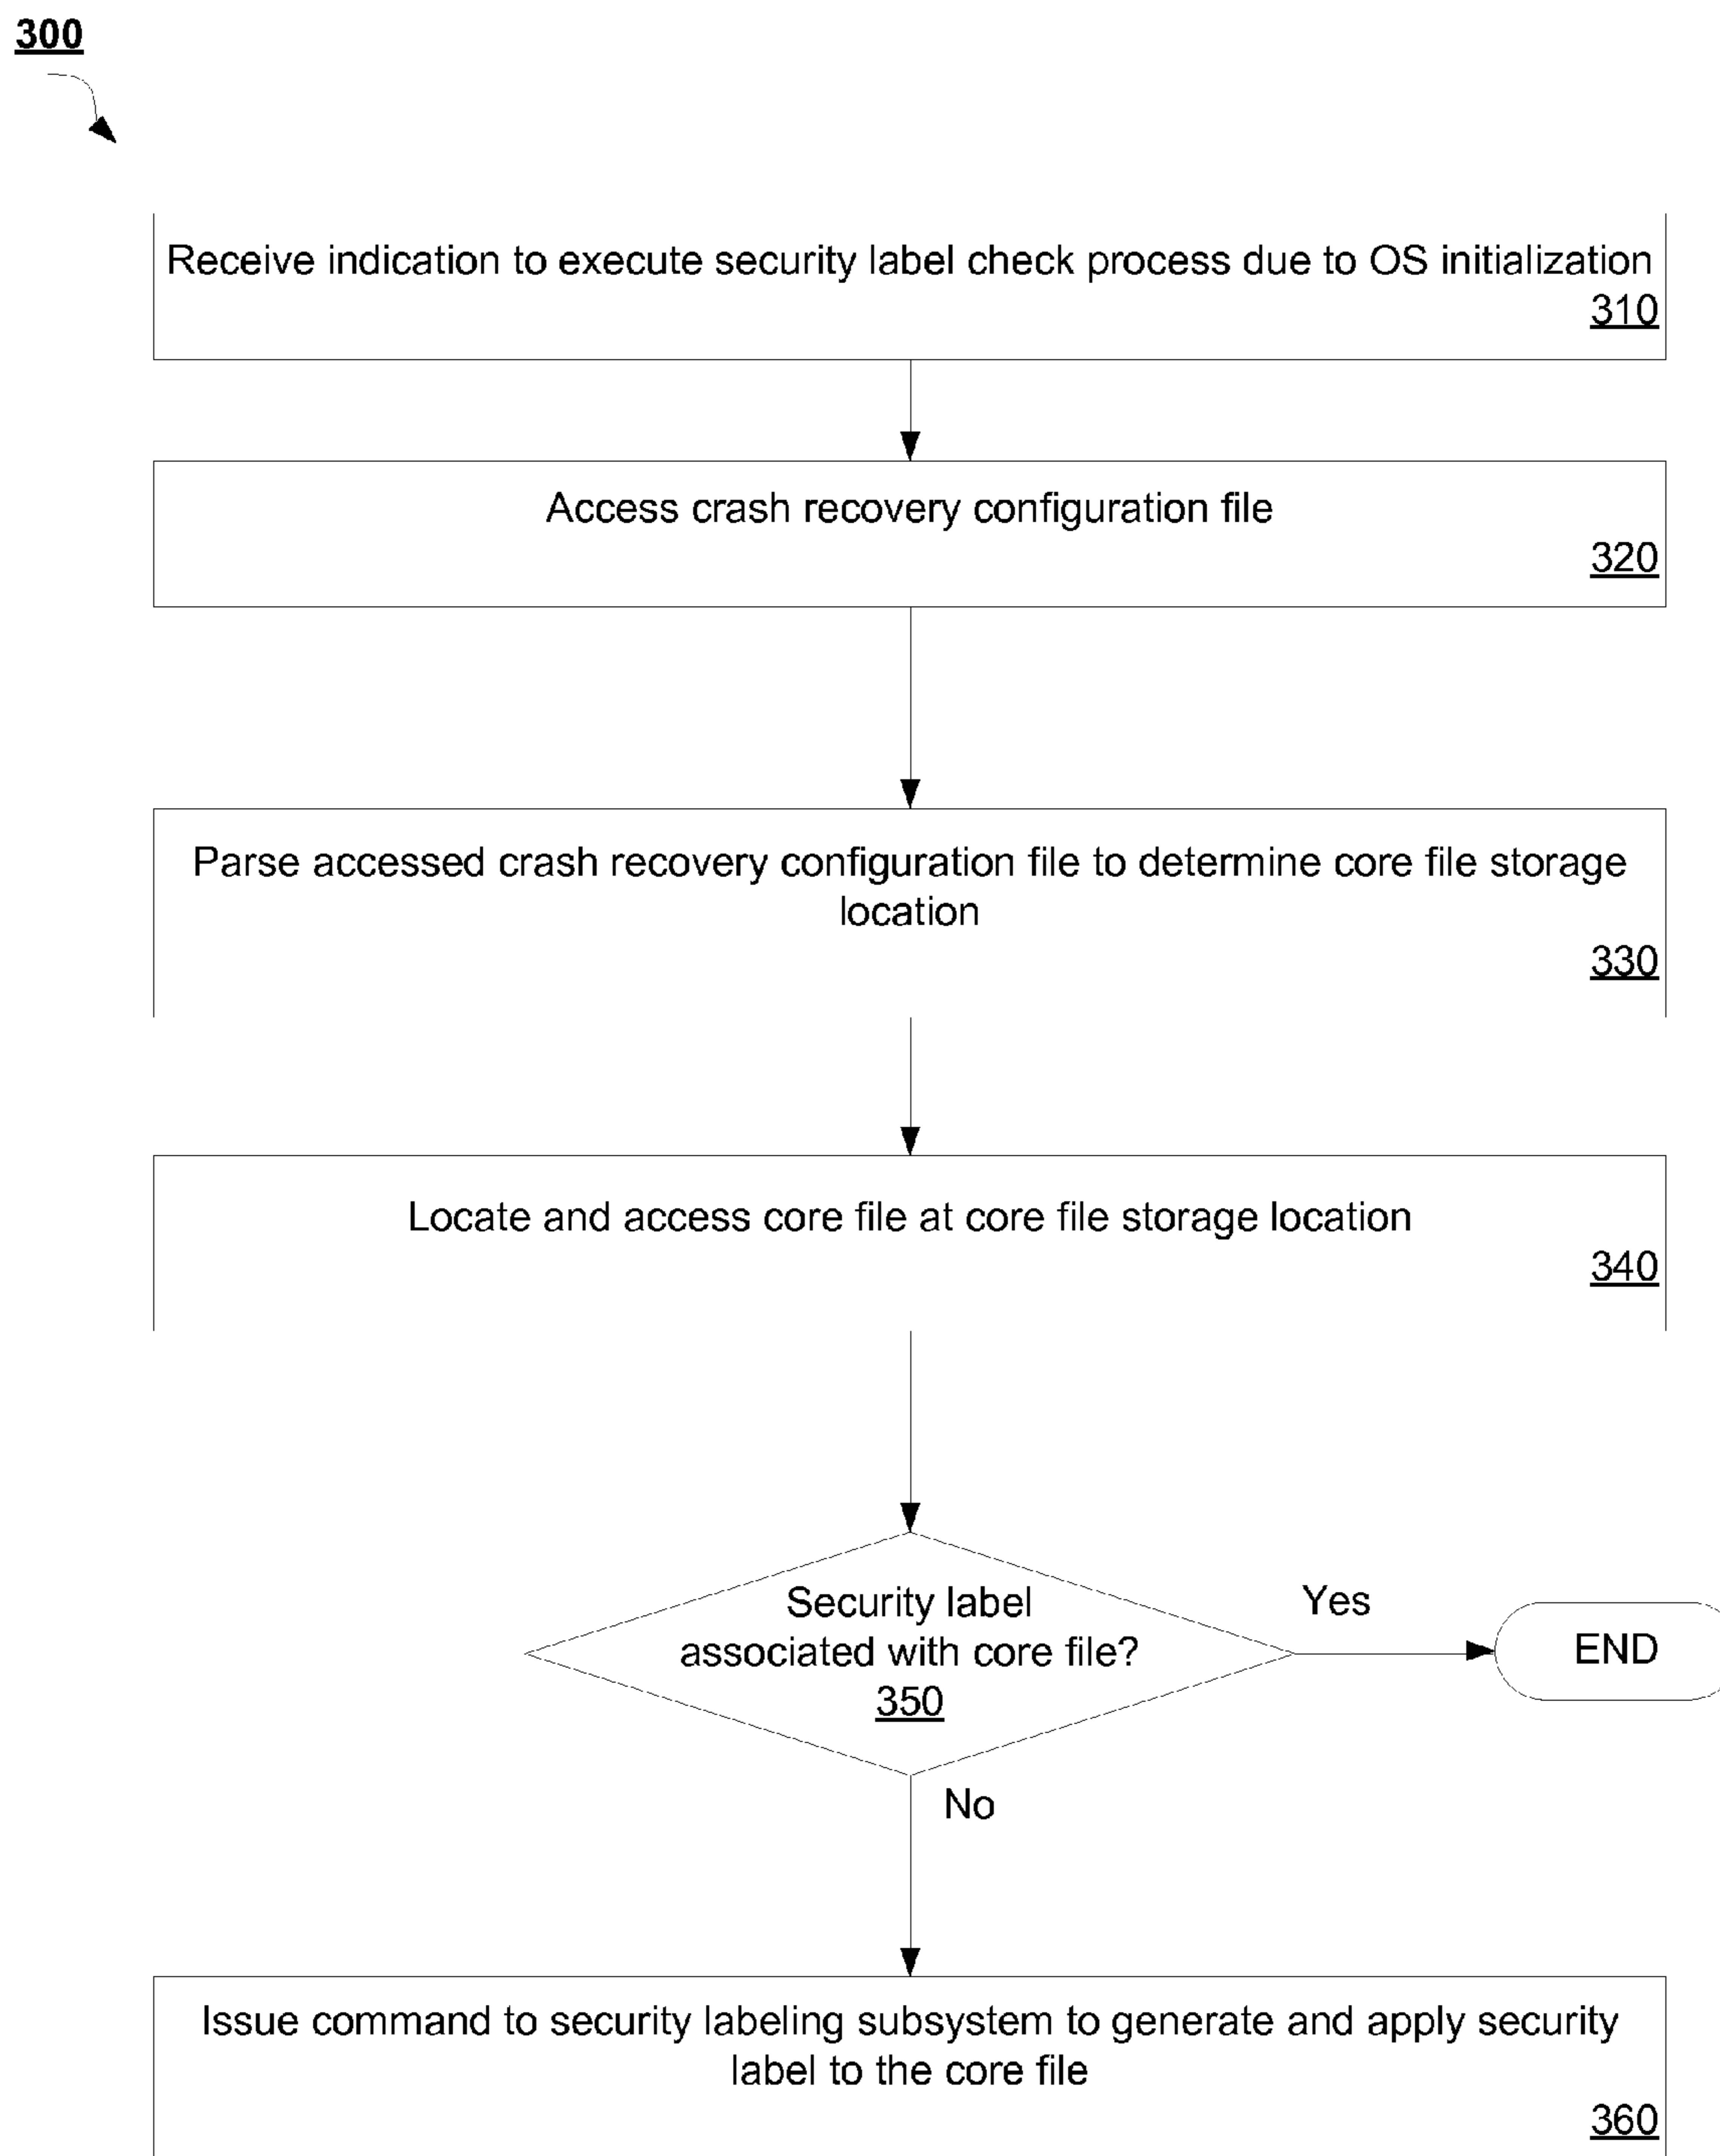 300
Receive indication to execute security label check process due to OS initialization
310
Access crash recovery configuration file
320
Parse accessed crash recovery configuration file to determine core file storage
location
330
Locate and access core file at core file storage location
340
Security label
associated with core file?
350
Yes
END
No
Issue command to security labeling subsystem to generate and apply security
label to the core file
360